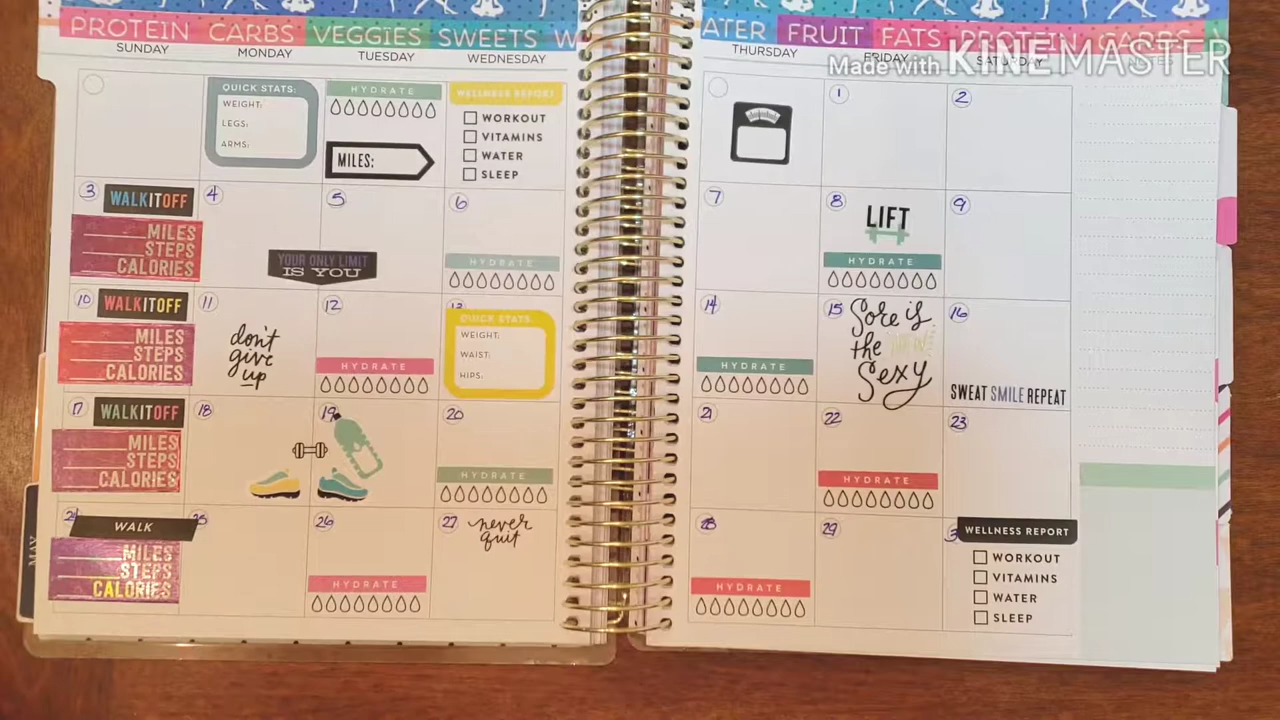 PROTEIN CARBS VEGGIES SWEETS W
ATER FRUIT FATS PROTEIN CARBS
Made with KINEMASTER
SUNDAY MONDAY TUESDAY WEDNESDAY
THURSDAY FRIDAY SATURDAY NOTES
QUICK STATS:
WEIGHT:
LEGS:
ARMS:
HYDRATE
MILES:
WELLNESS REPORT
WORKOUT
VITAMINS
WATER
SLEEP
1
2
3
WALKITOFF
MILES
STEPS
CALORIES
4
5
YOUR ONLY LIMIT
IS YOU
6
HYDRATE
7
8
LIFT
HYDRATE
9
10
WALKITOFF
MILES
STEPS
CALORIES
11
don't
give
up
12
HYDRATE
13
QUICK STATS
WEIGHT:
WAIST:
HIPS:
14
HYDRATE
15
Sore is
the
Sexy
16
SWEAT SMILE REPEAT
17
WALKITOFF
MILES
STEPS
CALORIES
18
19
20
HYDRATE
21
22
HYDRATE
23
24
WALK
MILES
STEPS
CALORIES
25
26
HYDRATE
27
never
quit
28
HYDRATE
29
WELLNESS REPORT
WORKOUT
VITAMINS
WATER
SLEEP
MAY